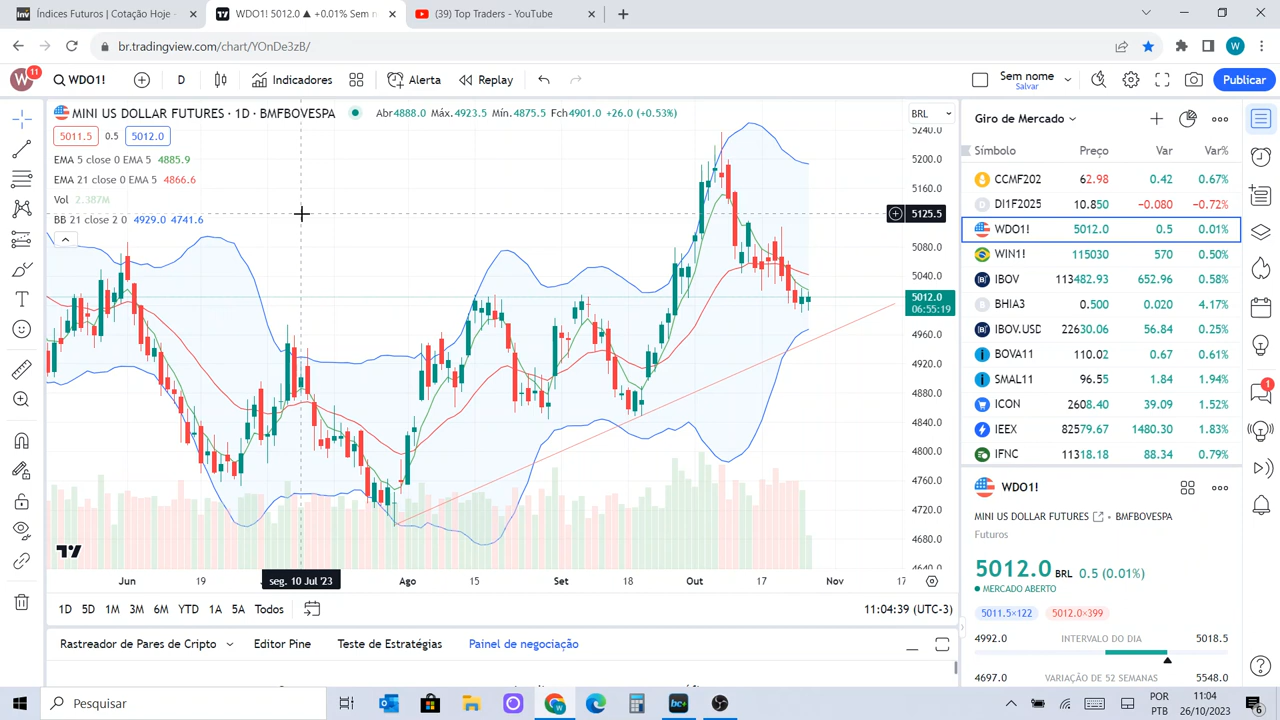 Índices Futuros | Cotação Hoje -
WDO1! 5012.0 ▲ +0.01% Sem n
(39) Top Traders - YouTube
br.tradingview.com/chart/YOnDe3zB/
W 11
WDO1!
D
Indicadores
Alerta
Replay
Sem nome
Salvar
Publicar
MINI US DOLLAR FUTURES · 1D · BMFBOVESPA
Abr4888.0 Máx.4923.5 Mín.4875.5 Fch4901.0 +26.0 (+0.53%)
BRL
5011.5 0.5 5012.0
EMA 5 close 0 EMA 5 4885.9
EMA 21 close 0 EMA 5 4866.6
Vol 2.387M
BB 21 close 2 0 4929.0 4741.6
5240.0
5200.0
5160.0
5125.5
5080.0
5040.0
5012.0
06:55:19
4960.0
4920.0
4880.0
4840.0
4800.0
4760.0
4720.0
4680.0
4640.0
Jun 19 seg. 10 Jul '23 Ago 15 Set 18 Out 17 Nov 17
1D 5D 1M 3M 6M YTD 1A 5A Todos
11:04:39 (UTC-3)
Rastreador de Pares de Cripto
Editor Pine
Teste de Estratégias
Painel de negociação
Giro de Mercado
Símbolo Preço Var Var%
CCMF202 62.98 0.42 0.67%
DI1F2025 10.850 −0.080 −0.72%
WDO1! 5012.0 0.5 0.01%
WIN1! 115030 570 0.50%
IBOV 113482.93 652.96 0.58%
BHIA3 0.500 0.020 4.17%
IBOV.USD 22630.06 56.84 0.25%
BOVA11 110.02 0.67 0.61%
SMAL11 96.55 1.84 1.94%
ICON 2608.40 39.09 1.52%
IEEX 82579.67 1480.30 1.83%
IFNC 11318.18 88.34 0.79%
WDO1!
MINI US DOLLAR FUTURES · BMFBOVESPA
Futuros
5012.0 BRL 0.5 (0.01%)
MERCADO ABERTO
5011.5×122 5012.0×399
4992.0 INTERVALO DO DIA 5018.5
4697.0 VARIAÇÃO DE 52 SEMANAS 5548.0
1
Pesquisar
POR
PTB
11:04
26/10/2023
6